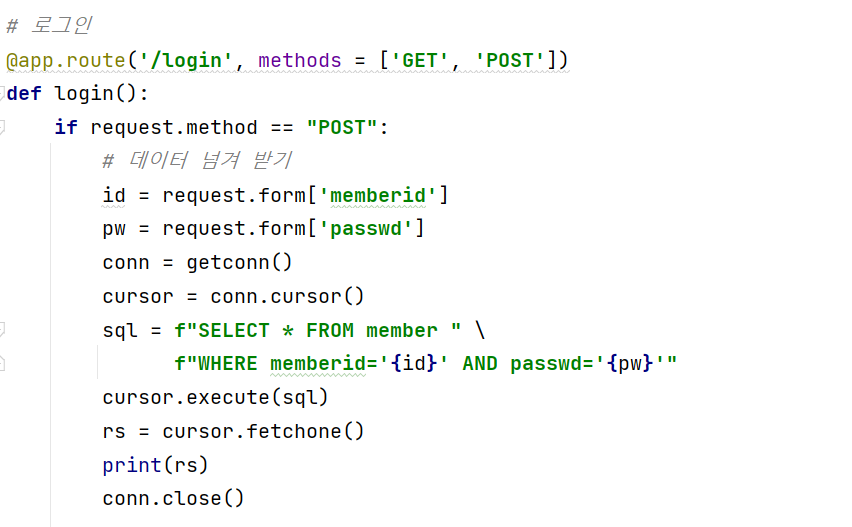 # 로그인
@app.route('/login', methods = ['GET', 'POST'])
def login():
    if request.method == "POST":
        # 데이터 넘겨 받기
        id = request.form['memberid']
        pw = request.form['passwd']
        conn = getconn()
        cursor = conn.cursor()
        sql = f"SELECT * FROM member " \
              f"WHERE memberid='{id}' AND passwd='{pw}'"
        cursor.execute(sql)
        rs = cursor.fetchone()
        print(rs)
        conn.close()